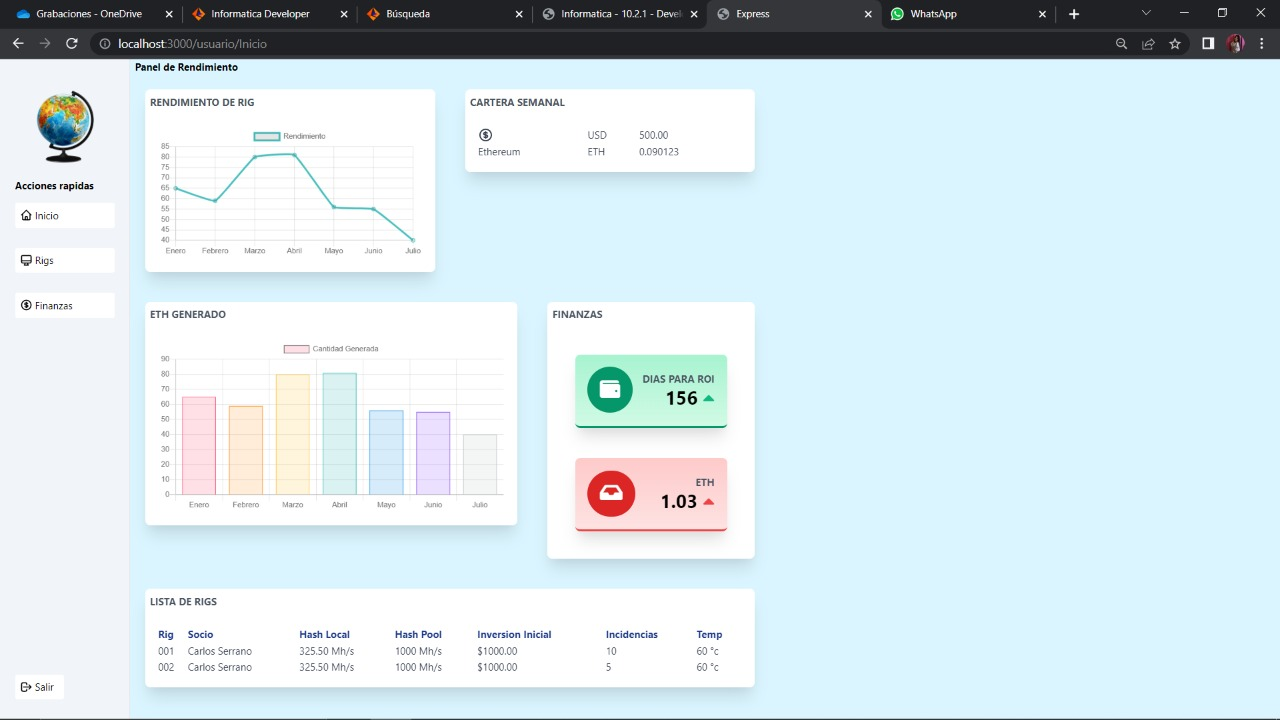 Grabaciones - OneDrive
Informatica Developer
Búsqueda
Informatica - 10.2.1 - Devel
Express
WhatsApp
localhost:3000/usuario/Inicio
Panel de Rendimiento
Acciones rapidas
Inicio
Rigs
Finanzas
Salir
RENDIMIENTO DE RIG
Rendimiento
85
80
75
70
65
60
55
50
45
40
Enero Febrero Marzo Abril Mayo Junio Julio
CARTERA SEMANAL
USD 500.00
Ethereum ETH 0.090123
ETH GENERADO
Cantidad Generada
90
80
70
60
50
40
30
20
10
0
Enero Febrero Marzo Abril Mayo Junio Julio
FINANZAS
DIAS PARA ROI
156
ETH
1.03
LISTA DE RIGS
Rig Socio Hash Local Hash Pool Inversion Inicial Incidencias Temp
001 Carlos Serrano 325.50 Mh/s 1000 Mh/s $1000.00 10 60 °c
002 Carlos Serrano 325.50 Mh/s 1000 Mh/s $1000.00 5 60 °c